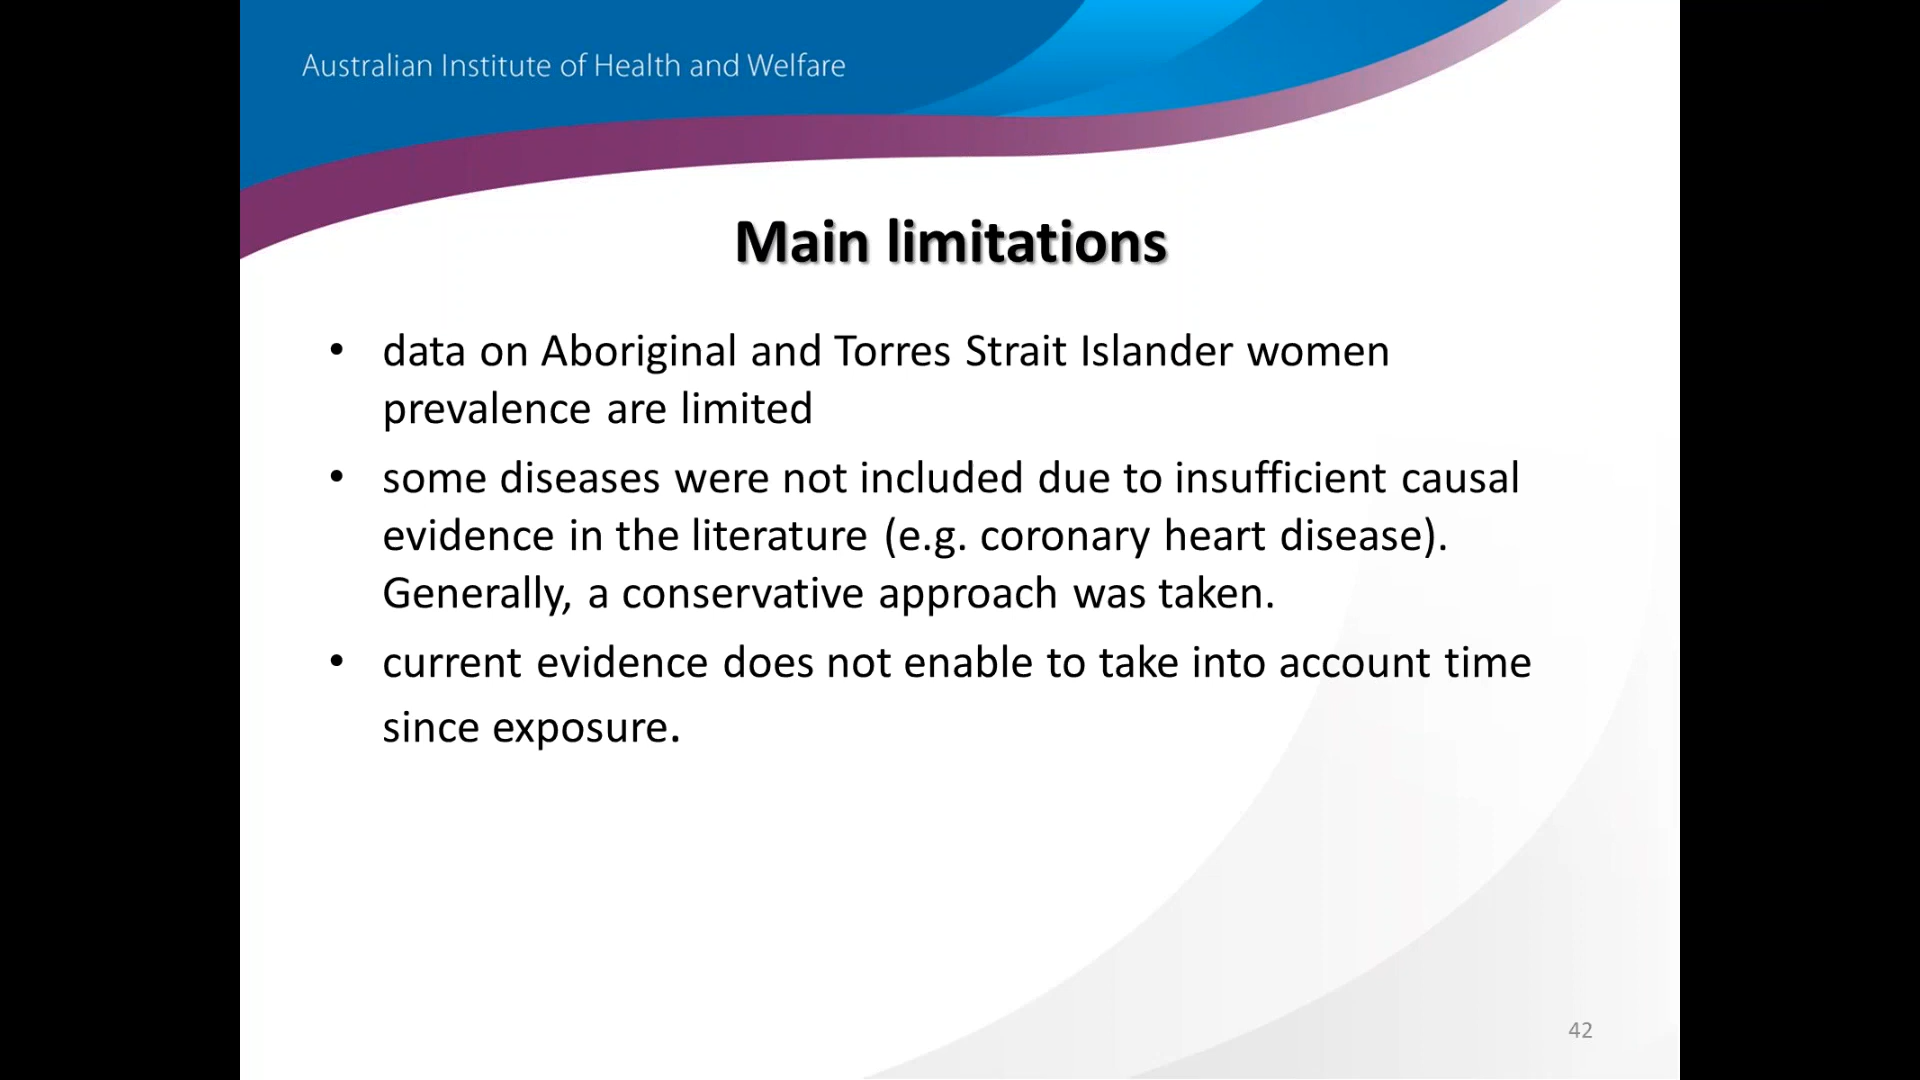 Australian Institute of Health and Welfare
Main limitations
• data on Aboriginal and Torres Strait Islander women
prevalence are limited
• some diseases were not included due to insufficient causal
evidence in the literature (e.g. coronary heart disease).
Generally, a conservative approach was taken.
• current evidence does not enable to take into account time
since exposure.
42